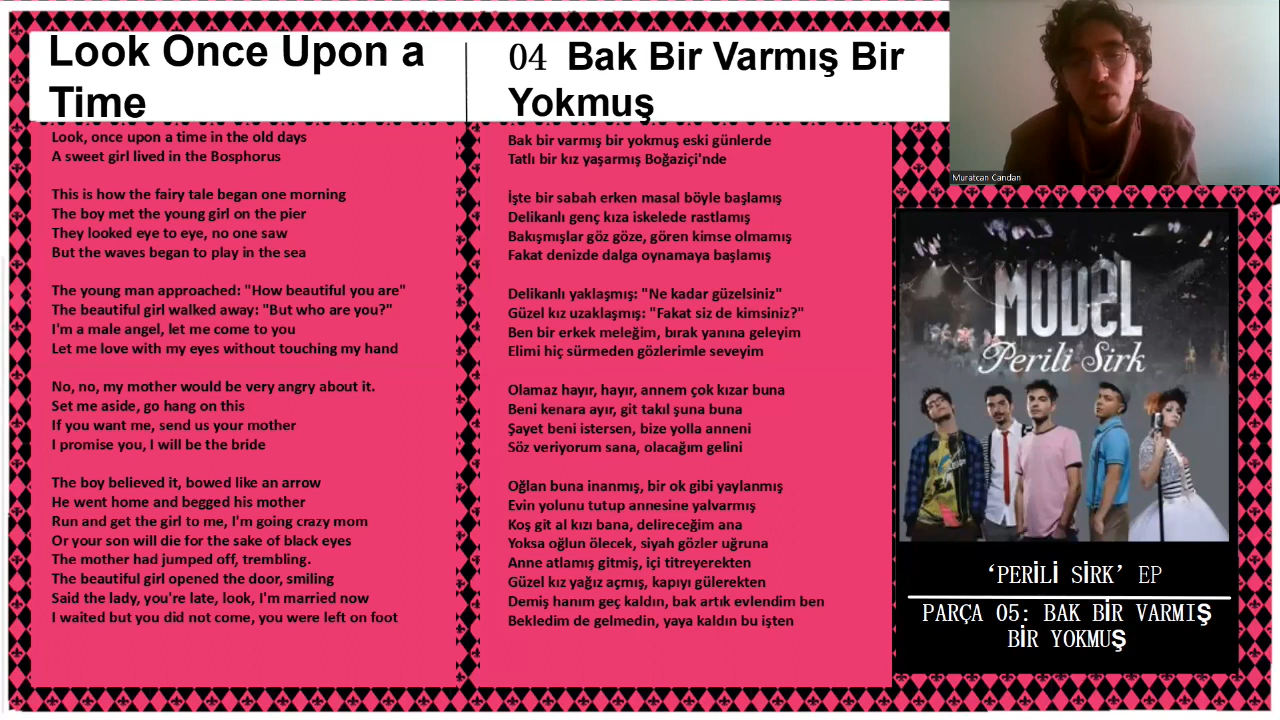 Look Once Upon a
Time
Look, once upon a time in the old days
A sweet girl lived in the Bosphorus
This is how the fairy tale began one morning
The boy met the young girl on the pier
They looked eye to eye, no one saw
But the waves began to play in the sea
The young man approached: "How beautiful you are"
The beautiful girl walked away: "But who are you?"
I'm a male angel, let me come to you
Let me love with my eyes without touching my hand
No, no, my mother would be very angry about it.
Set me aside, go hang on this
If you want me, send us your mother
I promise you, I will be the bride
The boy believed it, bowed like an arrow
He went home and begged his mother
Run and get the girl to me, I'm going crazy mom
Or your son will die for the sake of black eyes
The mother had jumped off, trembling.
The beautiful girl opened the door, smiling
Said the lady, you're late, look, I'm married now
I waited but you did not come, you were left on foot
04 Bak Bir Varmış Bir
Yokmuş
Bak bir varmış bir yokmuş eski günlerde
Tatlı bir kız yaşarmış Boğaziçi'nde
İşte bir sabah erken masal böyle başlamış
Delikanlı genç kıza iskelede rastlamış
Bakışmışlar göz göze, gören kimse olmamış
Fakat denizde dalga oynamaya başlamış
Delikanlı yaklaşmış: "Ne kadar güzelsiniz"
Güzel kız uzaklaşmış: "Fakat siz de kimsiniz?"
Ben bir erkek meleğim, bırak yanına geleyim
Elimi hiç sürmeden gözlerimle seveyim
Olamaz hayır, hayır, annem çok kızar buna
Beni kenara ayır, git takıl şuna buna
Şayet beni istersen, bize yolla anneni
Söz veriyorum sana, olacağım gelini
Oğlan buna inanmış, bir ok gibi yaylanmış
Evin yolunu tutup annesine yalvarmış
Koş git al kızı bana, delireceğim ana
Yoksa oğlun ölecek, siyah gözler uğruna
Anne atlamış gitmiş, içi titreyerekten
Güzel kız yağız açmış, kapıyı gülerekten
Demiş hanım geç kaldın, bak artık evlendim ben
Bekledim de gelmedin, yaya kaldın bu işten
Muratcan Candan
MODEL
Perili Sirk
‘PERİLİ SİRK’ EP
PARÇA 05: BAK BİR VARMIŞ
BİR YOKMUŞ